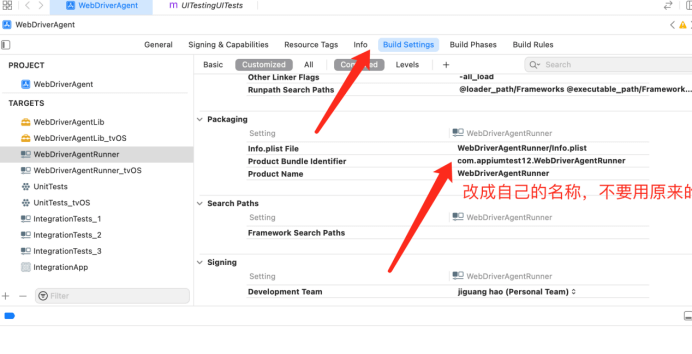 WebDriverAgent
m UITestingUITests
WebDriverAgent
General Signing & Capabilities Resource Tags Info Build Settings Build Phases Build Rules
PROJECT
WebDriverAgent
TARGETS
WebDriverAgentLib
WebDriverAgentLib_tvOS
WebDriverAgentRunner
WebDriverAgentRunner_tvOS
UnitTests
UnitTests_tvOS
IntegrationTests_1
IntegrationTests_2
IntegrationTests_3
IntegrationApp
Filter
Basic Customized All Levels + Search
Other Linker Flags -all_load
Runpath Search Paths @loader_path/Frameworks @executable_path/Framework...
Packaging
Setting WebDriverAgentRunner
Info.plist File WebDriverAgentRunner/Info.plist
Product Bundle Identifier com.appiumtest12.WebDriverAgentRunner
Product Name WebDriverAgentRunner
改成自己的名称，不要用原来的
Search Paths
Setting WebDriverAgentRunner
Framework Search Paths
Signing
Setting WebDriverAgentRunner
Development Team jiguang hao (Personal Team)